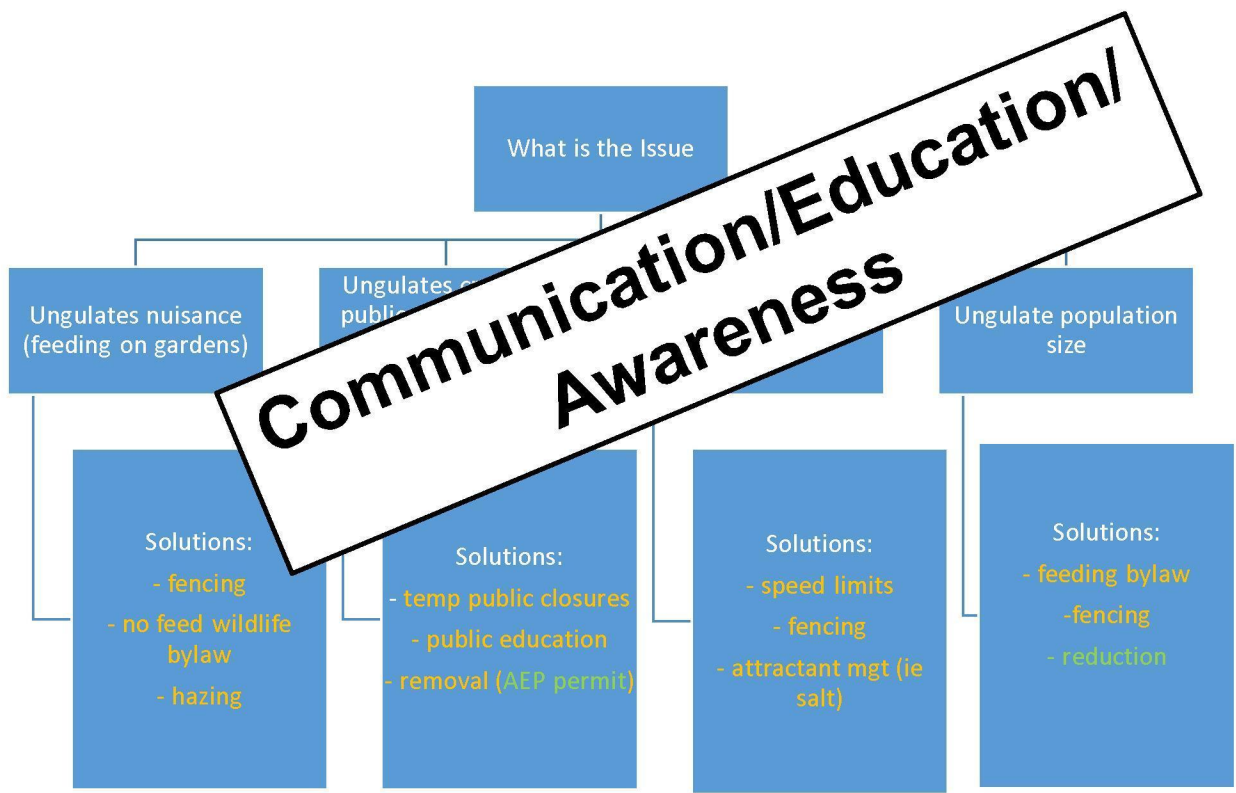 What is the Issue
Communication/Education/
Awareness
Ungulates nuisance
(feeding on gardens)
Ungulates
public
Ungulate population
size
Solutions:
- fencing
- no feed wildlife
bylaw
- hazing
Solutions:
- temp public closures
- public education
- removal (AEP permit)
Solutions:
- speed limits
- fencing
- attractant mgt (ie
salt)
Solutions:
- feeding bylaw
-fencing
- reduction